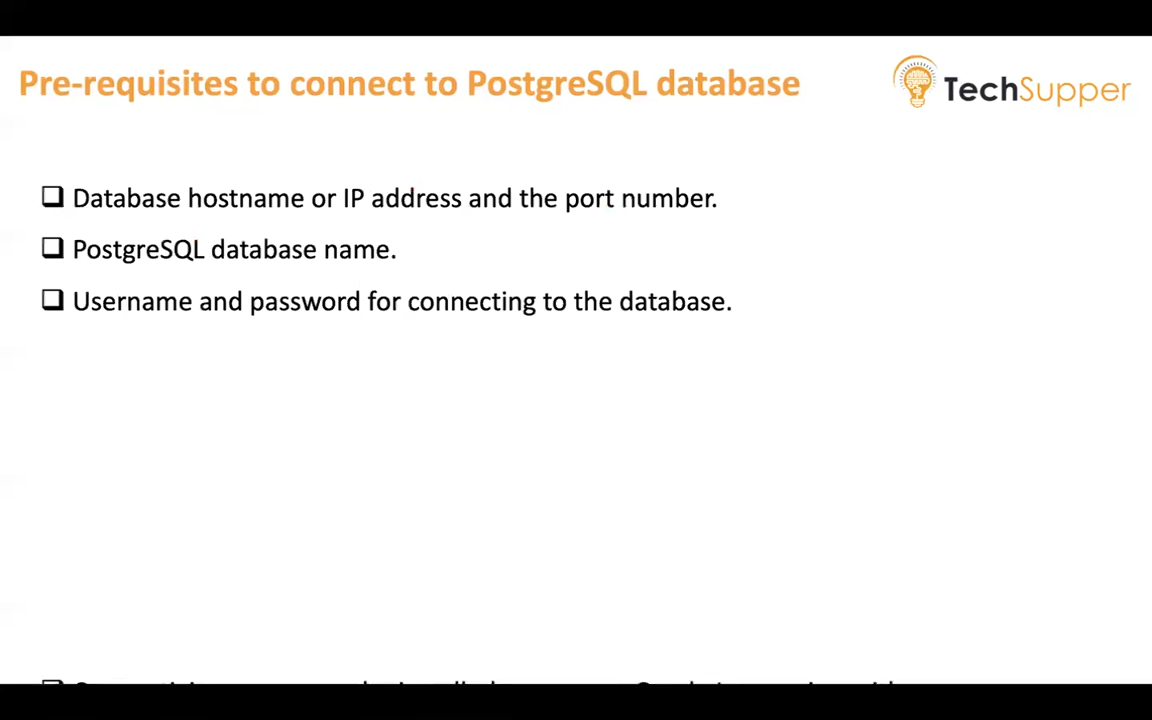 Pre-requisites to connect to PostgreSQL database
TechSupper
Database hostname or IP address and the port number.
PostgreSQL database name.
Username and password for connecting to the database.